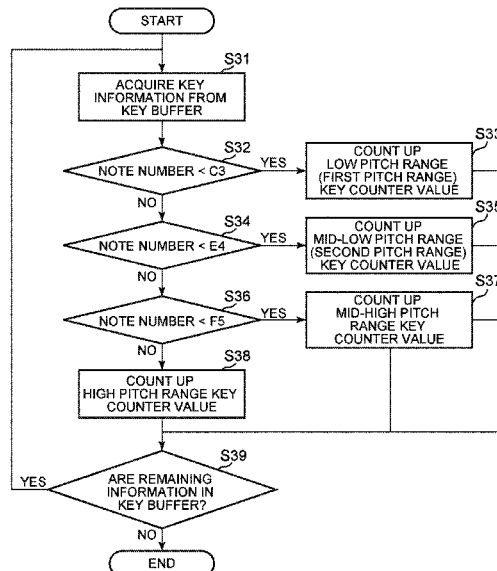 START
S31
ACQUIRE KEY
INFORMATION FROM
KEY BUFFER
S32
NOTE NUMBER < C3
YES
NO
S33
COUNT UP
LOW PITCH RANGE
(FIRST PITCH RANGE)
KEY COUNTER VALUE
S34
NOTE NUMBER < E4
YES
NO
S35
COUNT UP
MID-LOW PITCH RANGE
(SECOND PITCH RANGE)
KEY COUNTER VALUE
S36
NOTE NUMBER < F5
YES
NO
S37
COUNT UP
MID-HIGH PITCH
RANGE KEY
COUNTER VALUE
S38
COUNT UP
HIGH PITCH RANGE KEY
COUNTER VALUE
S39
YES
ARE REMAINING
INFORMATION IN
KEY BUFFER?
NO
END